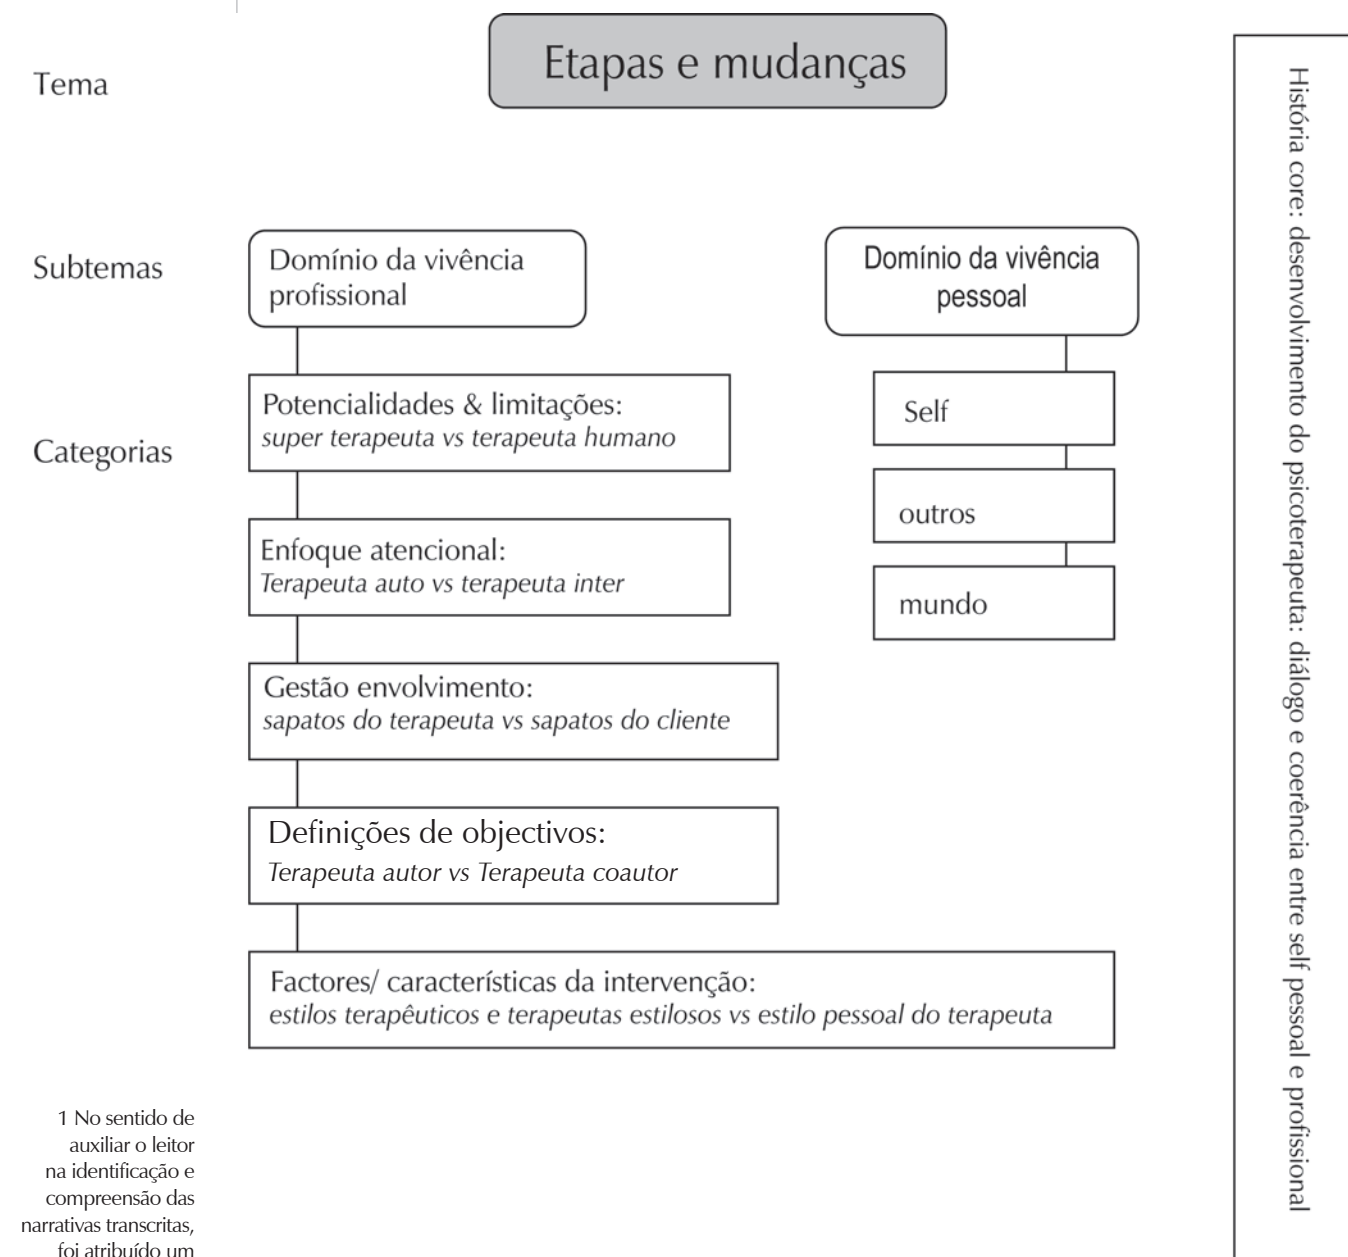 Tema
Etapas e mudanças
Subtemas
Domínio da vivência
profissional
Domínio da vivência
pessoal
Categorias
Potencialidades & limitações:
super terapeuta vs terapeuta humano
Enfoque atencional:
Terapeuta auto vs terapeuta inter
Gestão envolvimento:
sapatos do terapeuta vs sapatos do cliente
Definições de objectivos:
Terapeuta autor vs Terapeuta coautor
Factores/ características da intervenção:
estilos terapêuticos e terapeutas estilosos vs estilo pessoal do terapeuta
Self
outros
mundo
História core: desenvolvimento do psicoterapeuta: diálogo e coerência entre self pessoal e profissional
1 No sentido de
auxiliar o leitor
na identificação e
compreensão das
narrativas transcritas,
foi atribuído um